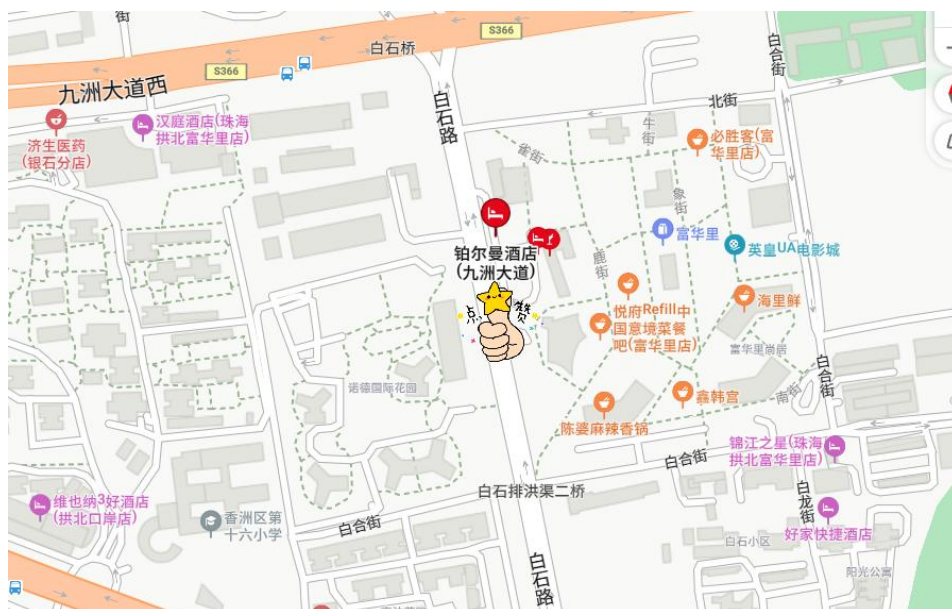 街
S366
白石桥
S366
白合街
九洲大道西
白石路
北街
汉庭酒店(珠海
拱北富华里店)
济生医药
(银石分店)
牛街
必胜客(富
华里店)
雀街
象街
铂尔曼酒店
(九洲大道)
鹿街
富华里
英皇UA电影城
点
赞
悦府Refill中
国意境菜餐
吧(富华里店)
海里鲜
富华里尚居
白合街
诺德国际花园
鑫韩宫
南街
陈婆麻辣香锅
锦江之星(珠海
拱北富华里店)
白合街
白石排洪渠二桥
维也纳3好酒店
(拱北口岸店)
香洲区第
十六小学
白合街
白龙街
好家快捷酒店
白石小区
白石路
阳光公寓